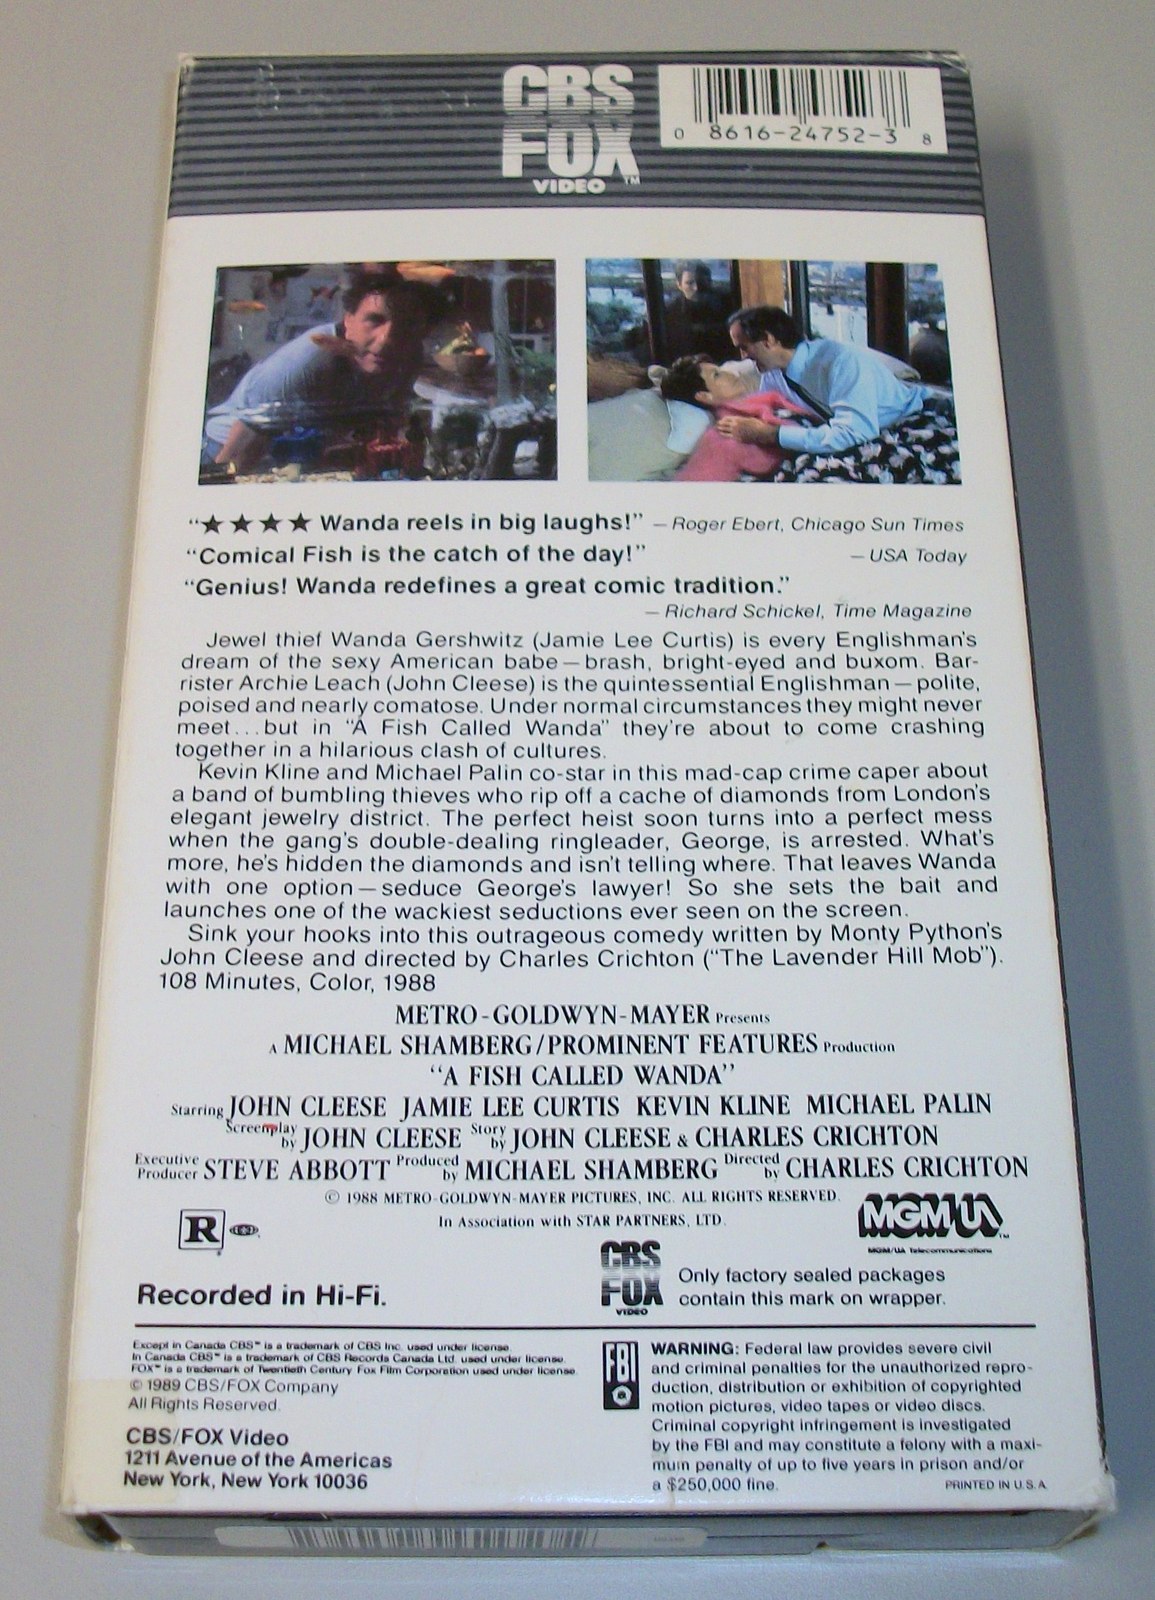 CBS
FOX
VIDEO™
0 8616-24752-3 8
"★★★★ Wanda reels in big laughs!" — Roger Ebert, Chicago Sun Times
"Comical Fish is the catch of the day!" — USA Today
"Genius! Wanda redefines a great comic tradition."
— Richard Schickel, Time Magazine
Jewel thief Wanda Gershwitz (Jamie Lee Curtis) is every Englishman's
dream of the sexy American babe — brash, bright-eyed and buxom. Bar-
rister Archie Leach (John Cleese) is the quintessential Englishman — polite,
poised and nearly comatose. Under normal circumstances they might never
meet...but in "A Fish Called Wanda" they're about to come crashing
together in a hilarious clash of cultures.
Kevin Kline and Michael Palin co-star in this mad-cap crime caper about
a band of bumbling thieves who rip off a cache of diamonds from London's
elegant jewelry district. The perfect heist soon turns into a perfect mess
when the gang's double-dealing ringleader, George, is arrested. What's
more, he's hidden the diamonds and isn't telling where. That leaves Wanda
with one option — seduce George's lawyer! So she sets the bait and
launches one of the wackiest seductions ever seen on the screen.
Sink your hooks into this outrageous comedy written by Monty Python's
John Cleese and directed by Charles Crichton ("The Lavender Hill Mob").
108 Minutes, Color, 1988
METRO-GOLDWYN-MAYER Presents
A MICHAEL SHAMBERG/PROMINENT FEATURES Production
"A FISH CALLED WANDA"
Starring JOHN CLEESE JAMIE LEE CURTIS KEVIN KLINE MICHAEL PALIN
Screenplay by JOHN CLEESE Story by JOHN CLEESE & CHARLES CRICHTON
Executive Producer STEVE ABBOTT Produced by MICHAEL SHAMBERG Directed by CHARLES CRICHTON
© 1988 METRO-GOLDWYN-MAYER PICTURES, INC. ALL RIGHTS RESERVED.
In Association with STAR PARTNERS, LTD.
MGM/UA™
MGM/UA Telecommunications
R
CBS
FOX
VIDEO
Only factory sealed packages
contain this mark on wrapper.
Recorded in Hi-Fi.
Except in Canada CBS™ is a trademark of CBS Inc. used under license.
In Canada CBS™ is a trademark of CBS Records Canada Ltd. used under license.
FOX™ is a trademark of Twentieth Century Fox Film Corporation used under license.
© 1989 CBS/FOX Company
All Rights Reserved.
CBS/FOX Video
1211 Avenue of the Americas
New York, New York 10036
FBI
WARNING: Federal law provides severe civil
and criminal penalties for the unauthorized repro-
duction, distribution or exhibition of copyrighted
motion pictures, video tapes or video discs.
Criminal copyright infringement is investigated
by the FBI and may constitute a felony with a maxi-
mum penalty of up to five years in prison and/or
a $250,000 fine.
PRINTED IN U.S.A.